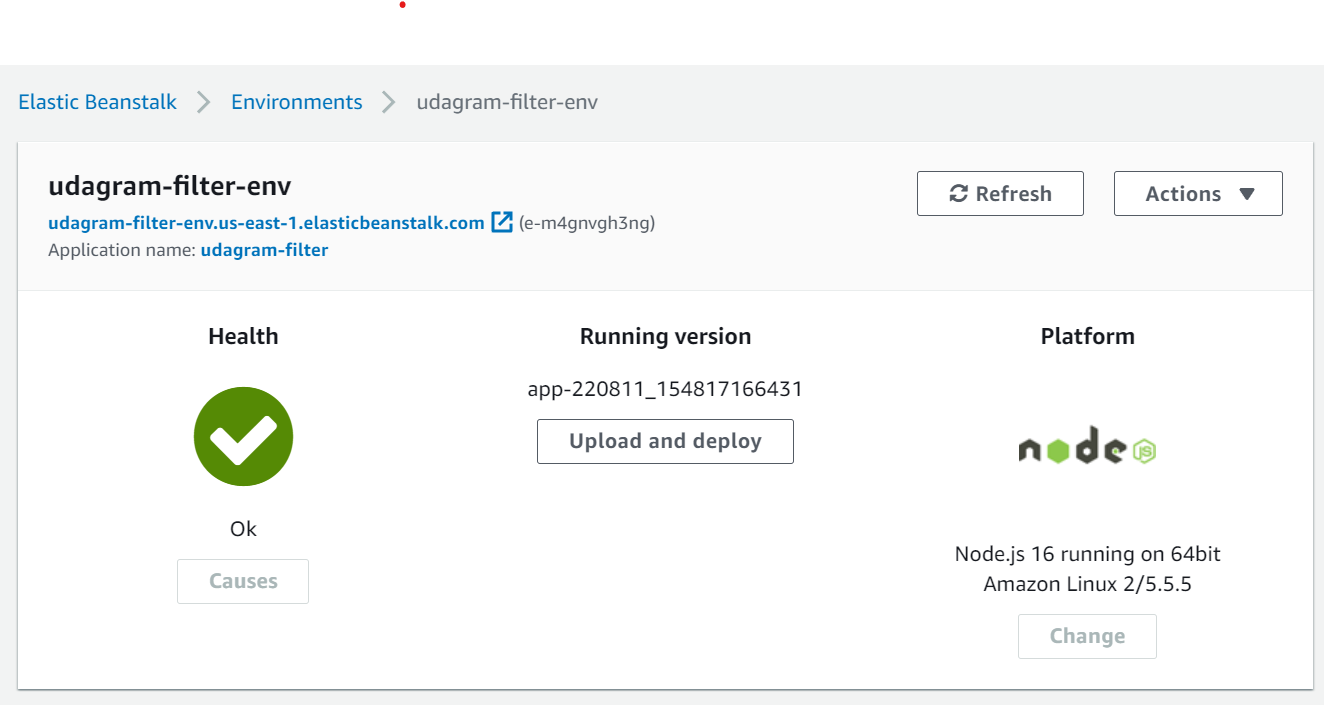 Elastic Beanstalk > Environments > udagram-filter-env
udagram-filter-env
Refresh
Actions
udagram-filter-env.us-east-1.elasticbeanstalk.com (e-m4gnvgh3ng)
Application name: udagram-filter
Health
Running version
Platform
app-220811_154817166431
Upload and deploy
node JS
Ok
Causes
Node.js 16 running on 64bit
Amazon Linux 2/5.5.5
Change